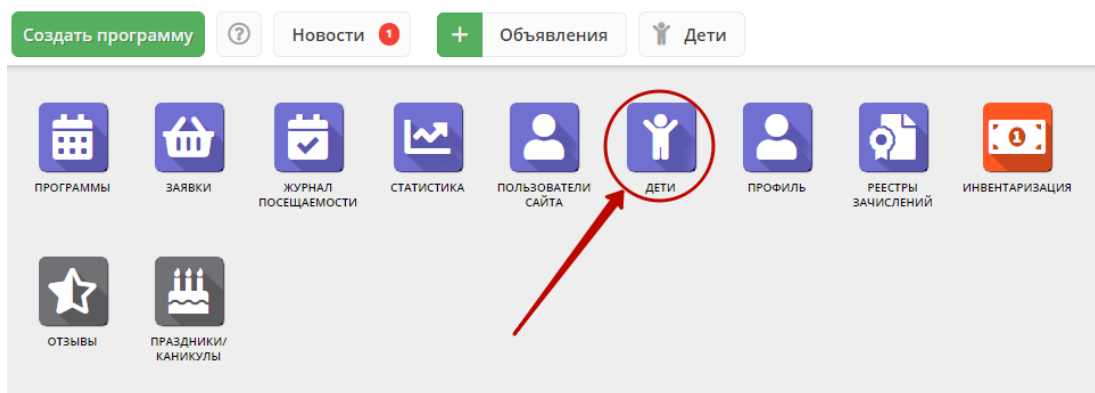 Создать программу
?
Новости 1
+ Объявления
Дети
ПРОГРАММЫ
ЗАЯВКИ
ЖУРНАЛ
ПОСЕЩАЕМОСТИ
СТАТИСТИКА
ПОЛЬЗОВАТЕЛИ
САЙТА
ДЕТИ
ПРОФИЛЬ
РЕЕСТРЫ
ЗАЧИСЛЕНИЙ
1
ИНВЕНТАРИЗАЦИЯ
ОТЗЫВЫ
ПРАЗДНИКИ/
КАНИКУЛЫ